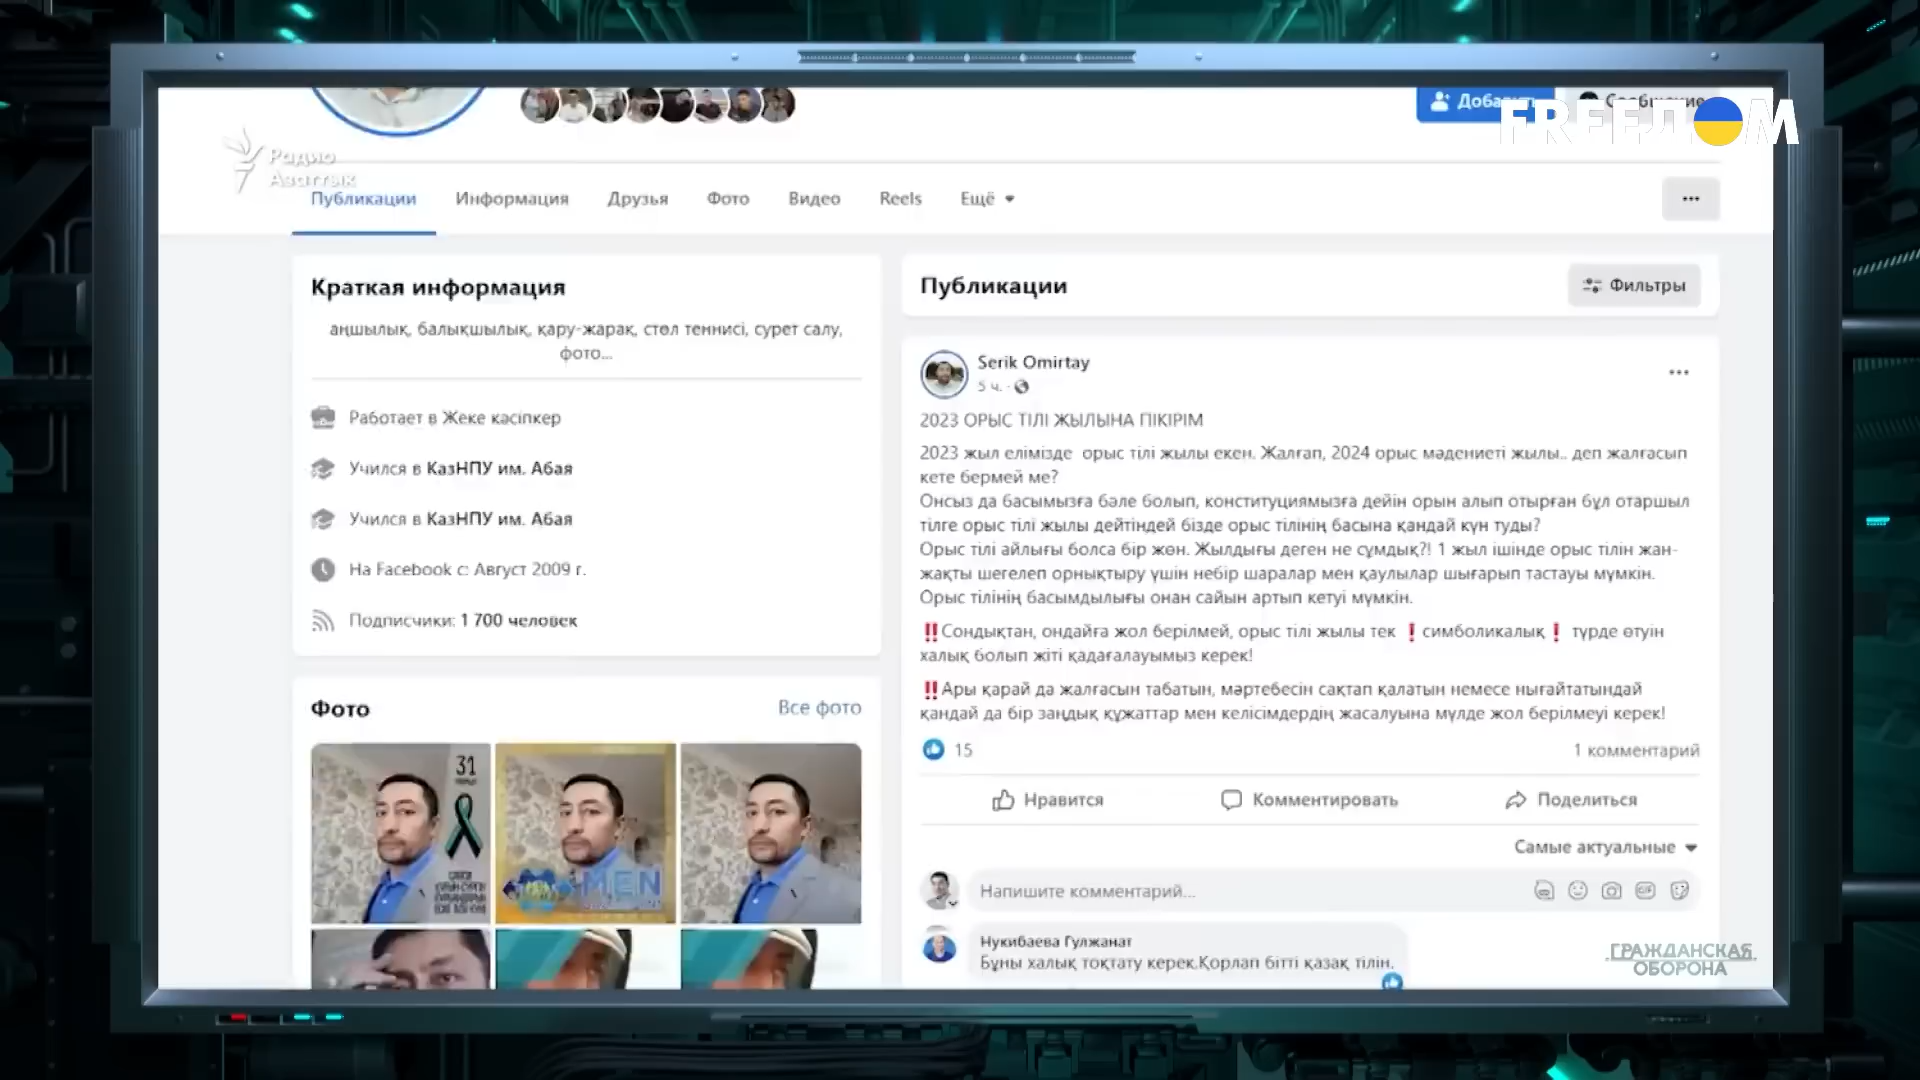 Добавить
Сообщение
FREEДОМ
Радио
Азаттык
Публикации
Информация
Друзья
Фото
Видео
Reels
Ещё
Краткая информация
аңшылық, балықшылық, қару-жарақ, стөл теннисі, сурет салу,
фото...
Работает в Жеке кәсіпкер
Учился в КазНПУ им. Абая
Учился в КазНПУ им. Абая
На Facebook с: Август 2009 г.
Подписчики: 1 700 человек
Фото
Все фото
31
MEN
Публикации
Фильтры
Serik Omirtay
5 ч. ·
2023 ОРЫС ТІЛІ ЖЫЛЫНА ПІКІРІМ
2023 жыл елімізде орыс тілі жылы екен. Жалғап, 2024 орыс мәдениеті жылы.. деп жалғасып
кете бермей ме?
Онсыз да басымызға бәле болып, конституциямызға дейін орын алып отырған бұл отаршыл
тілге орыс тілі жылы дейтіндей бізде орыс тілінің басына қандай күн туды?
Орыс тілі айлығы болса бір жөн. Жылдығы деген не сұмдық?! 1 жыл ішінде орыс тілін жан-
жақты шегелеп орнықтыру үшін небір шаралар мен қаулылар шығарып тастауы мүмкін.
Орыс тілінің басымдылығы онан сайын артып кетуі мүмкін.
‼Сондықтан, ондайға жол берілмей, орыс тілі жылы тек ❗символикалық❗ түрде өтуін
халық болып жіті қадағалауымыз керек!
‼Ары қарай да жалғасын табатын, мәртебесін сақтап қалатын немесе нығайтатындай
қандай да бір заңдық құжаттар мен келісімдердің жасалуына мүлде жол берілмеуі керек!
15
1 комментарий
Нравится
Комментировать
Поделиться
Самые актуальные
Напишите комментарий...
GIF
Нукибаева Гулжанат
Бұны халық тоқтату керек.Қорлап бітті қазақ тілін.
ГРАЖДАНСКАЯ
ОБОРОНА